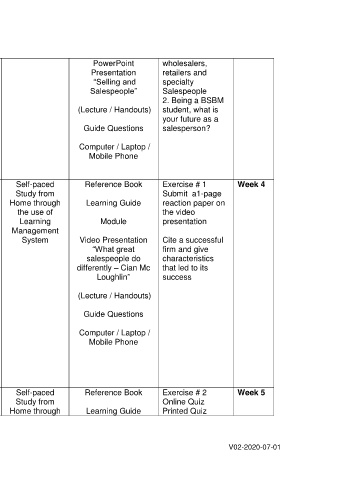 PowerPoint
Presentation
“Selling and
Salespeople”
(Lecture / Handouts)
Guide Questions
Computer / Laptop /
Mobile Phone
wholesalers,
retailers and
specialty
Salespeople
2. Being a BSBM
student, what is
your future as a
salesperson?
Self-paced
Study from
Home through
the use of
Learning
Management
System
Reference Book
Learning Guide
Module
Video Presentation
“What great
salespeople do
differently – Cian Mc
Loughlin”
(Lecture / Handouts)
Guide Questions
Computer / Laptop /
Mobile Phone
Exercise # 1
Submit a1-page
reaction paper on
the video
presentation
Cite a successful
firm and give
characteristics
that led to its
success
Week 4
Self-paced
Study from
Home through
Reference Book
Learning Guide
Exercise # 2
Online Quiz
Printed Quiz
Week 5
V02-2020-07-01